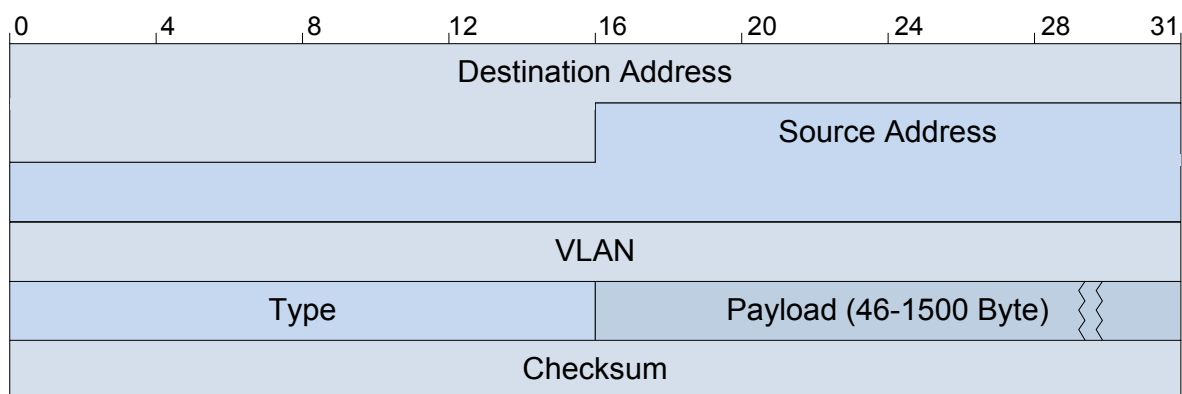 0 4 8 12 16 20 24 28 31
Destination Address
Source Address
VLAN
Type Payload (46-1500 Byte)
Checksum